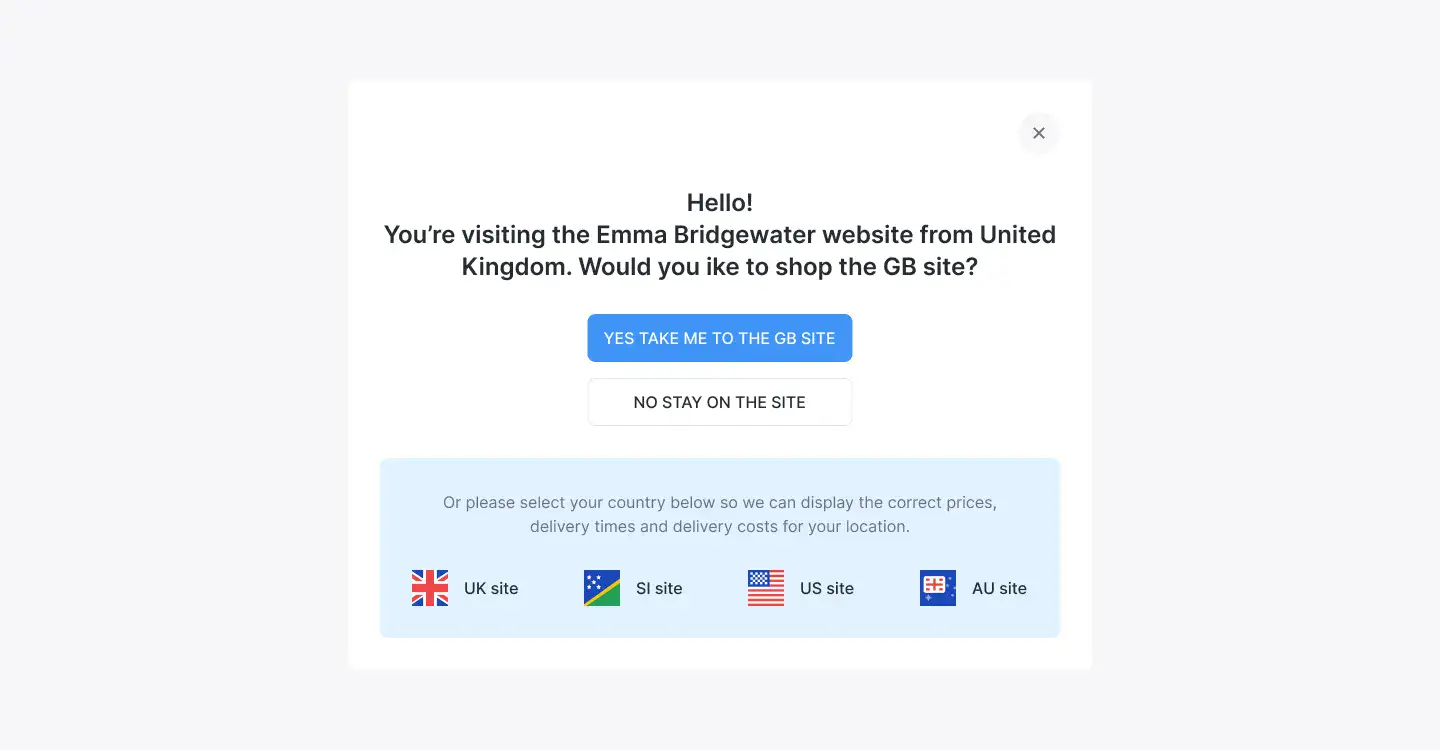 Hello!
You’re visiting the Emma Bridgewater website from United
Kingdom. Would you ike to shop the GB site?
YES TAKE ME TO THE GB SITE
NO STAY ON THE SITE
Or please select your country below so we can display the correct prices,
delivery times and delivery costs for your location.
UK site
SI site
US site
AU site